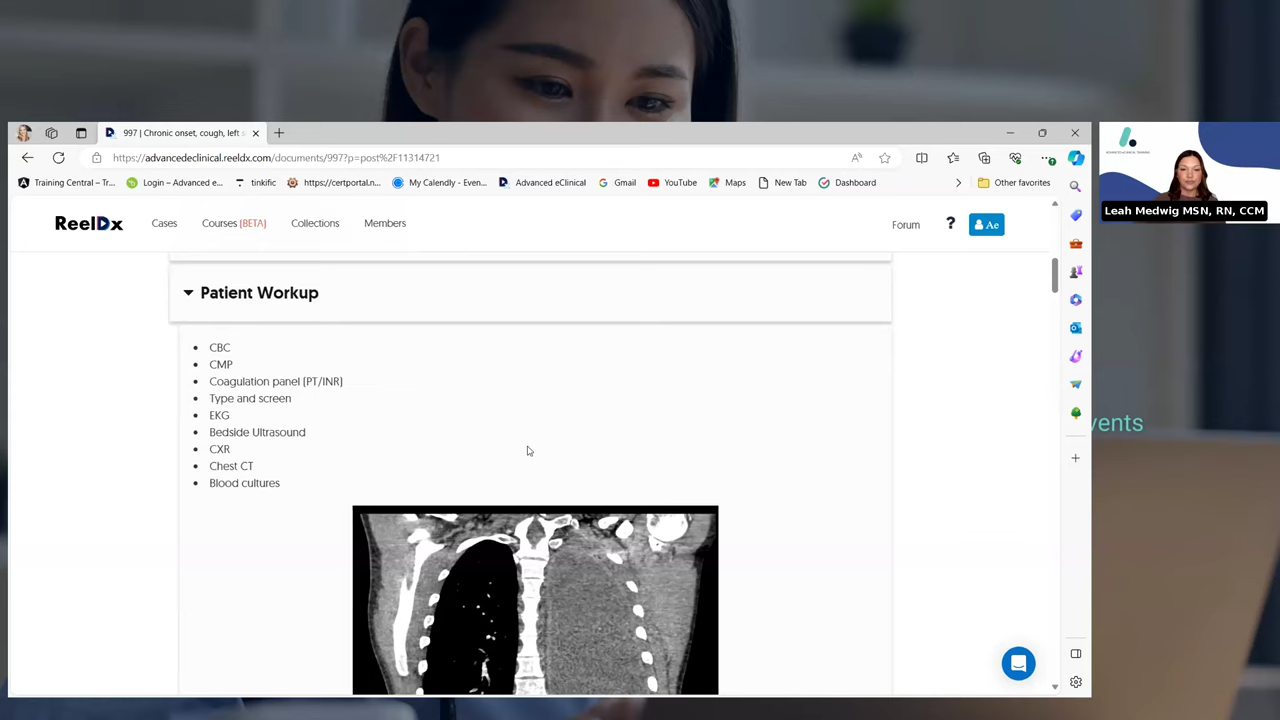 997 | Chronic onset, cough, left s
https://advancedeclinical.reeldx.com/documents/997?p=post%2F11314721
Training Central – Tr...
Login – Advanced e...
tinkific
https://certportal.n...
My Calendly - Even...
Advanced eClinical
Gmail
YouTube
Maps
New Tab
Dashboard
Other favorites
ReelDx
Cases
Courses (BETA)
Collections
Members
Forum
?
Ae
Leah Medwig MSN, RN, CCM
Patient Workup
CBC
CMP
Coagulation panel (PT/INR)
Type and screen
EKG
Bedside Ultrasound
CXR
Chest CT
Blood cultures
vents